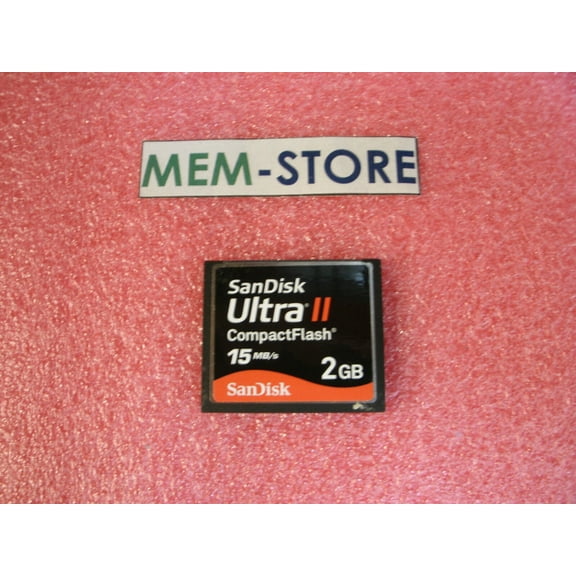 MEM-STORE
SanDisk
Ultra® II
CompactFlash®
15 MB/s
2GB
SanDisk